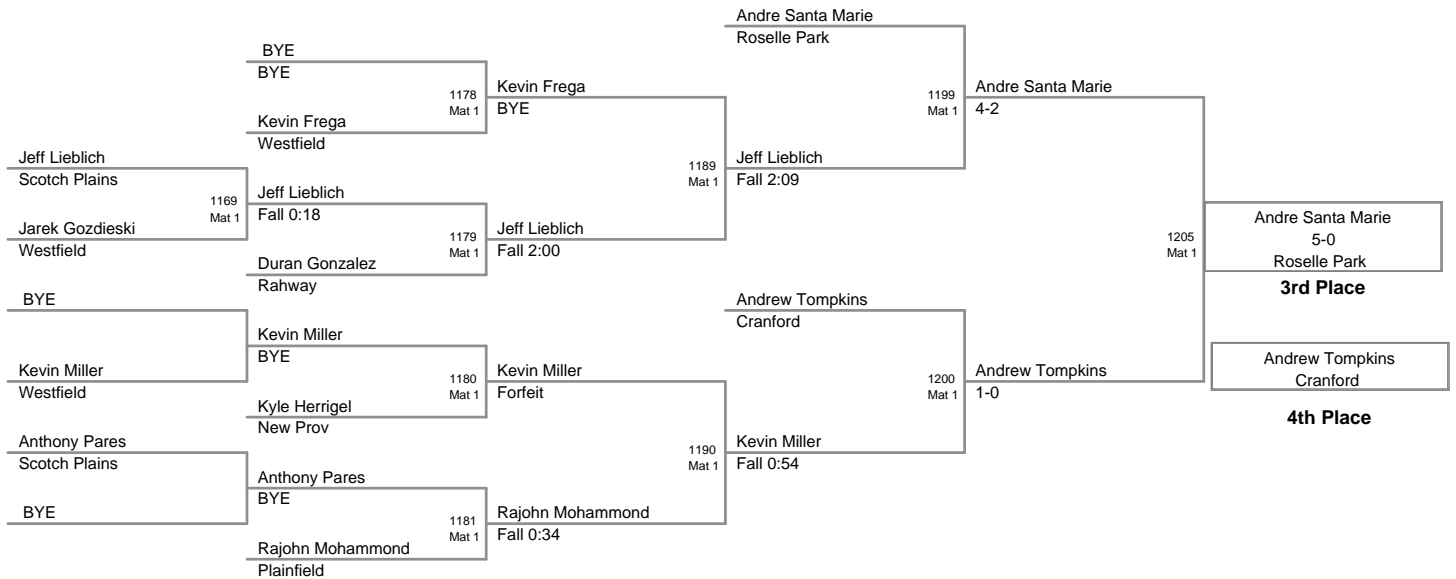 Andre Santa Marie
Roselle Park
BYE
BYE
1178
Mat 1
Kevin Frega
BYE
1199
Mat 1
Andre Santa Marie
4-2
Kevin Frega
Westfield
Jeff Lieblich
Scotch Plains
1189
Mat 1
Jeff Lieblich
Fall 2:09
1169
Mat 1
Jeff Lieblich
Fall 0:18
Jarek Gozdieski
Westfield
1179
Mat 1
Jeff Lieblich
Fall 2:00
1205
Mat 1
Andre Santa Marie
5-0
Roselle Park
3rd Place
Duran Gonzalez
Rahway
BYE
Andrew Tompkins
Cranford
Kevin Miller
BYE
Kevin Miller
Westfield
1180
Mat 1
Kevin Miller
Forfeit
1200
Mat 1
Andrew Tompkins
1-0
Andrew Tompkins
Cranford
4th Place
Kyle Herrigel
New Prov
Anthony Pares
Scotch Plains
1190
Mat 1
Kevin Miller
Fall 0:54
Anthony Pares
BYE
BYE
1181
Mat 1
Rajohn Mohammond
Fall 0:34
Rajohn Mohammond
Plainfield